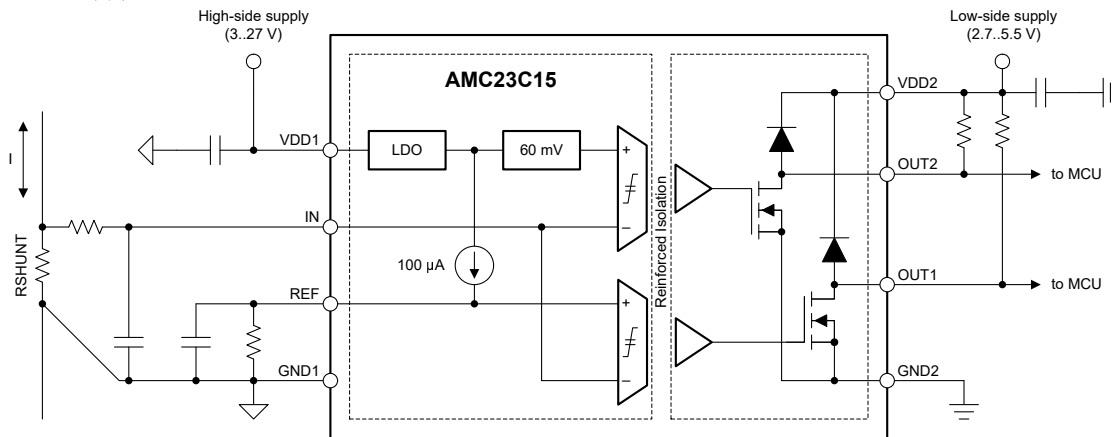 High-side supply
(3..27 V)
Low-side supply
(2.7..5.5 V)
AMC23C15
VDD1
LDO
60 mV
+
−
VDD2
OUT2
to MCU
I
IN
RSHUNT
100 µA
Reinforced Isolation
REF
+
−
OUT1
to MCU
GND1
GND2